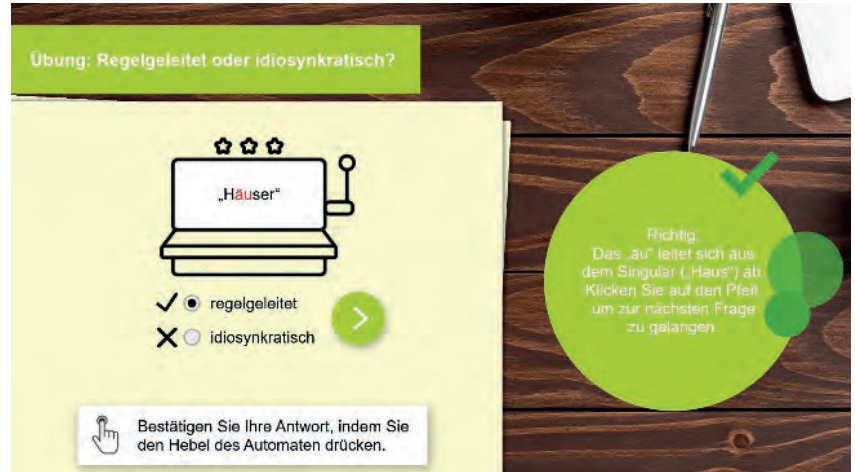 Übung: Regelgeleitet oder idiosynkratisch?
„Häuser“
regelgeleitet
idiosynkratisch
Bestätigen Sie Ihre Antwort, indem Sie
den Hebel des Automaten drücken.
Richtig:
Das „äu“ leitet sich aus
dem Singular („Haus“) ab.
Klicken Sie auf den Pfeil,
um zur nächsten Frage
zu gelangen.